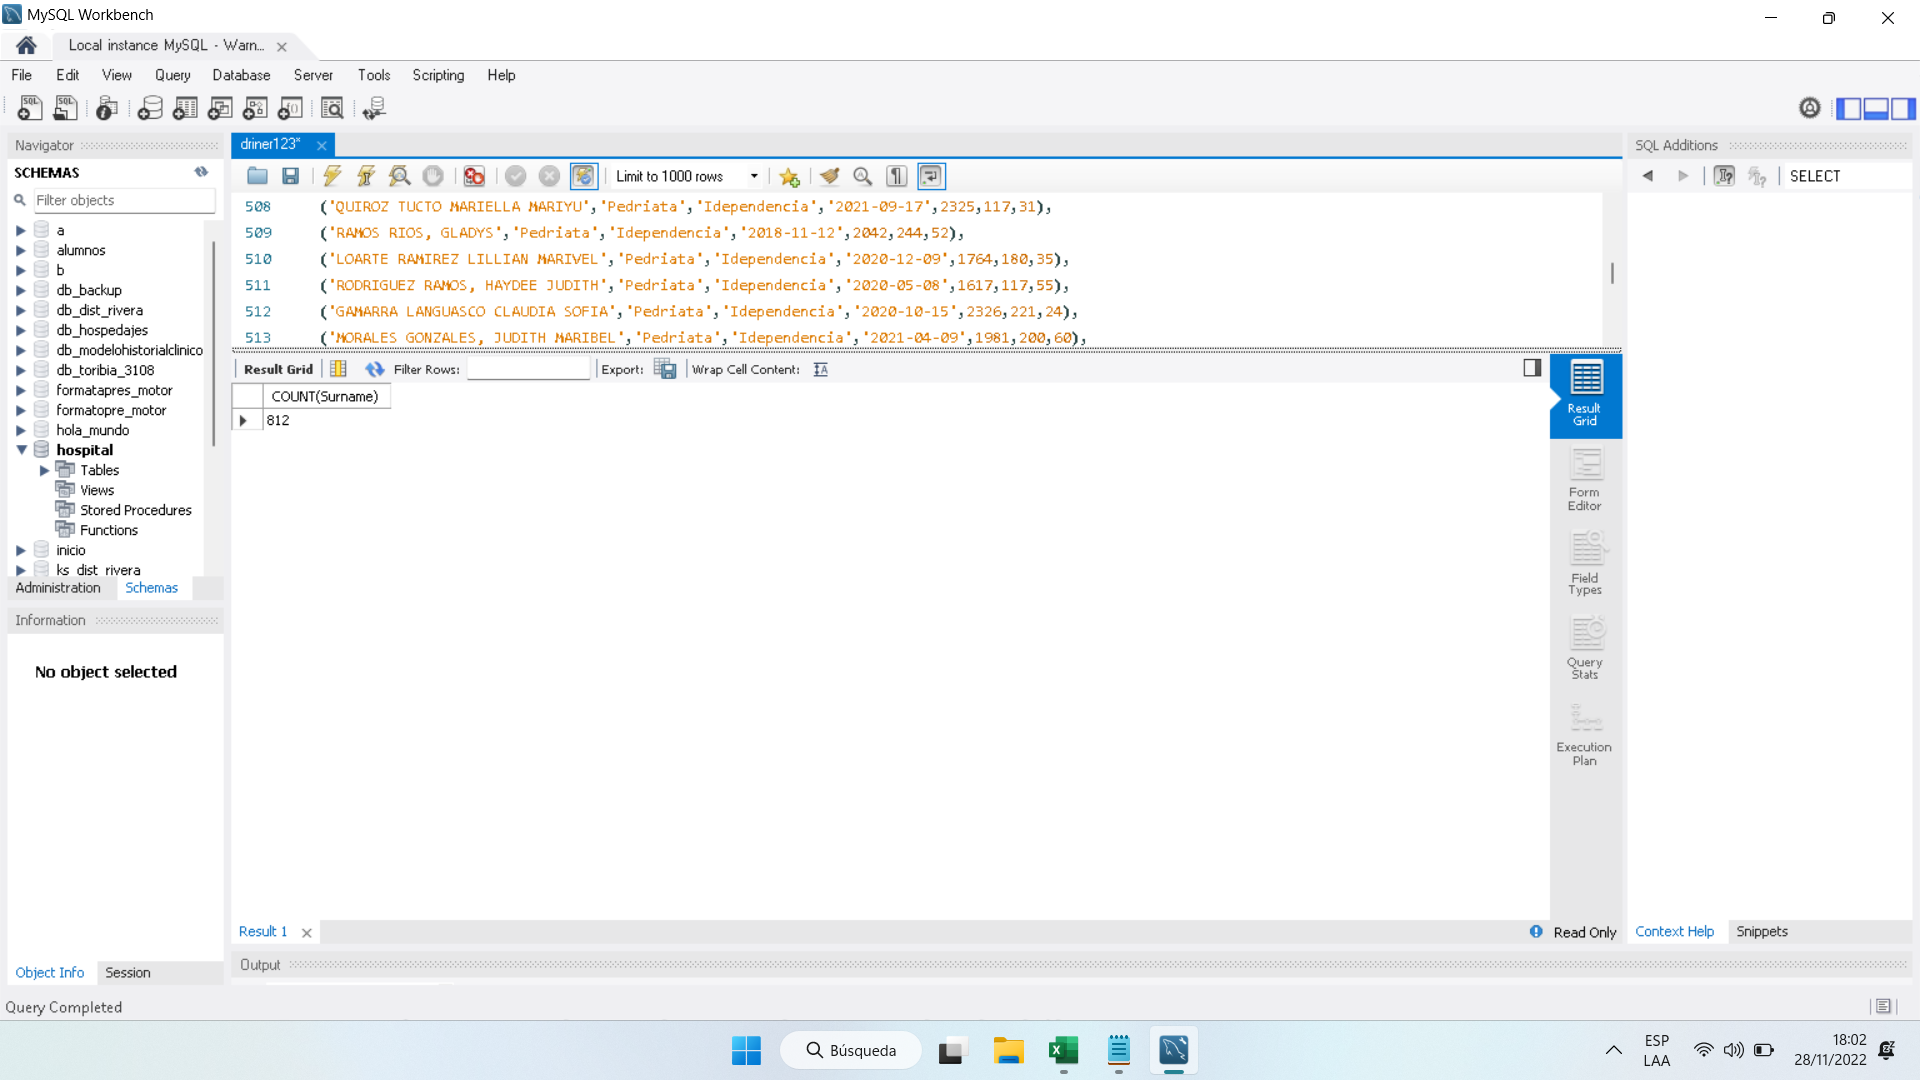 MySQL Workbench
Local instance MySQL - Warn...
File Edit View Query Database Server Tools Scripting Help
Navigator
SCHEMAS
Filter objects
a
alumnos
b
db_backup
db_dist_rivera
db_hospedajes
db_modelohistorialclinico
db_toribia_3108
formatapres_motor
formatopre_motor
hola_mundo
hospital
Tables
Views
Stored Procedures
Functions
inicio
ks_dist_rivera
Administration Schemas
Information
No object selected
Object Info Session
driner123*
Limit to 1000 rows
508 ('QUIROZ TUCTO MARIELLA MARIYU','Pedriata','Idependencia','2021-09-17',2325,117,31),
509 ('RAMOS RIOS, GLADYS','Pedriata','Idependencia','2018-11-12',2042,244,52),
510 ('LOARTE RAMIREZ LILLIAN MARIVEL','Pedriata','Idependencia','2020-12-09',1764,180,35),
511 ('RODRIGUEZ RAMOS, HAYDEE JUDITH','Pedriata','Idependencia','2020-05-08',1617,117,55),
512 ('GAMARRA LANGUASCO CLAUDIA SOFIA','Pedriata','Idependencia','2020-10-15',2326,221,24),
513 ('MORALES GONZALES, JUDITH MARIBEL','Pedriata','Idependencia','2021-04-09',1981,200,60),
Result Grid Filter Rows: Export: Wrap Cell Content:
COUNT(Surname)
812
Result Grid
Form Editor
Field Types
Query Stats
Execution Plan
Result 1
Read Only
Output
SQL Additions
SELECT
Context Help Snippets
Query Completed
Búsqueda
ESP
LAA
18:02
28/11/2022